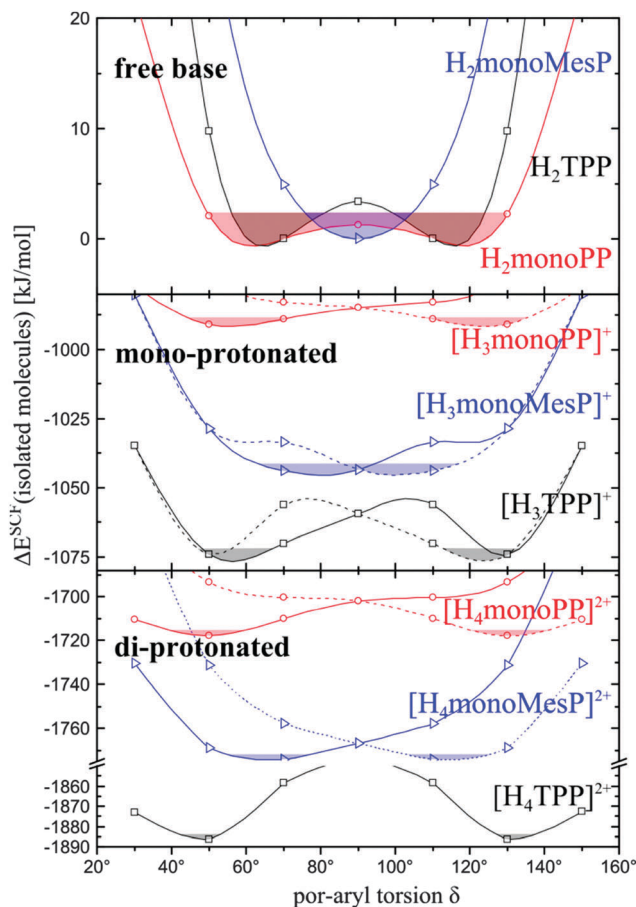 20
free base
H₂monoMesP
10
H₂TPP
0
H₂monoPP
[H₃monoPP]⁺
-1000
mono-protonated
[H₃monoMesP]⁺
-1025
-1050
[H₃TPP]⁺
-1075
-1700
[H₄monoPP]²⁺
-1720
di-protonated
-1740
[H₄monoMesP]²⁺
-1760
-1860
[H₄TPP]²⁺
-1870
-1880
-1890
20° 40° 60° 80° 100° 120° 140° 160°
por-aryl torsion δ
ΔE^SCF(isolated molecules) [kJ/mol]